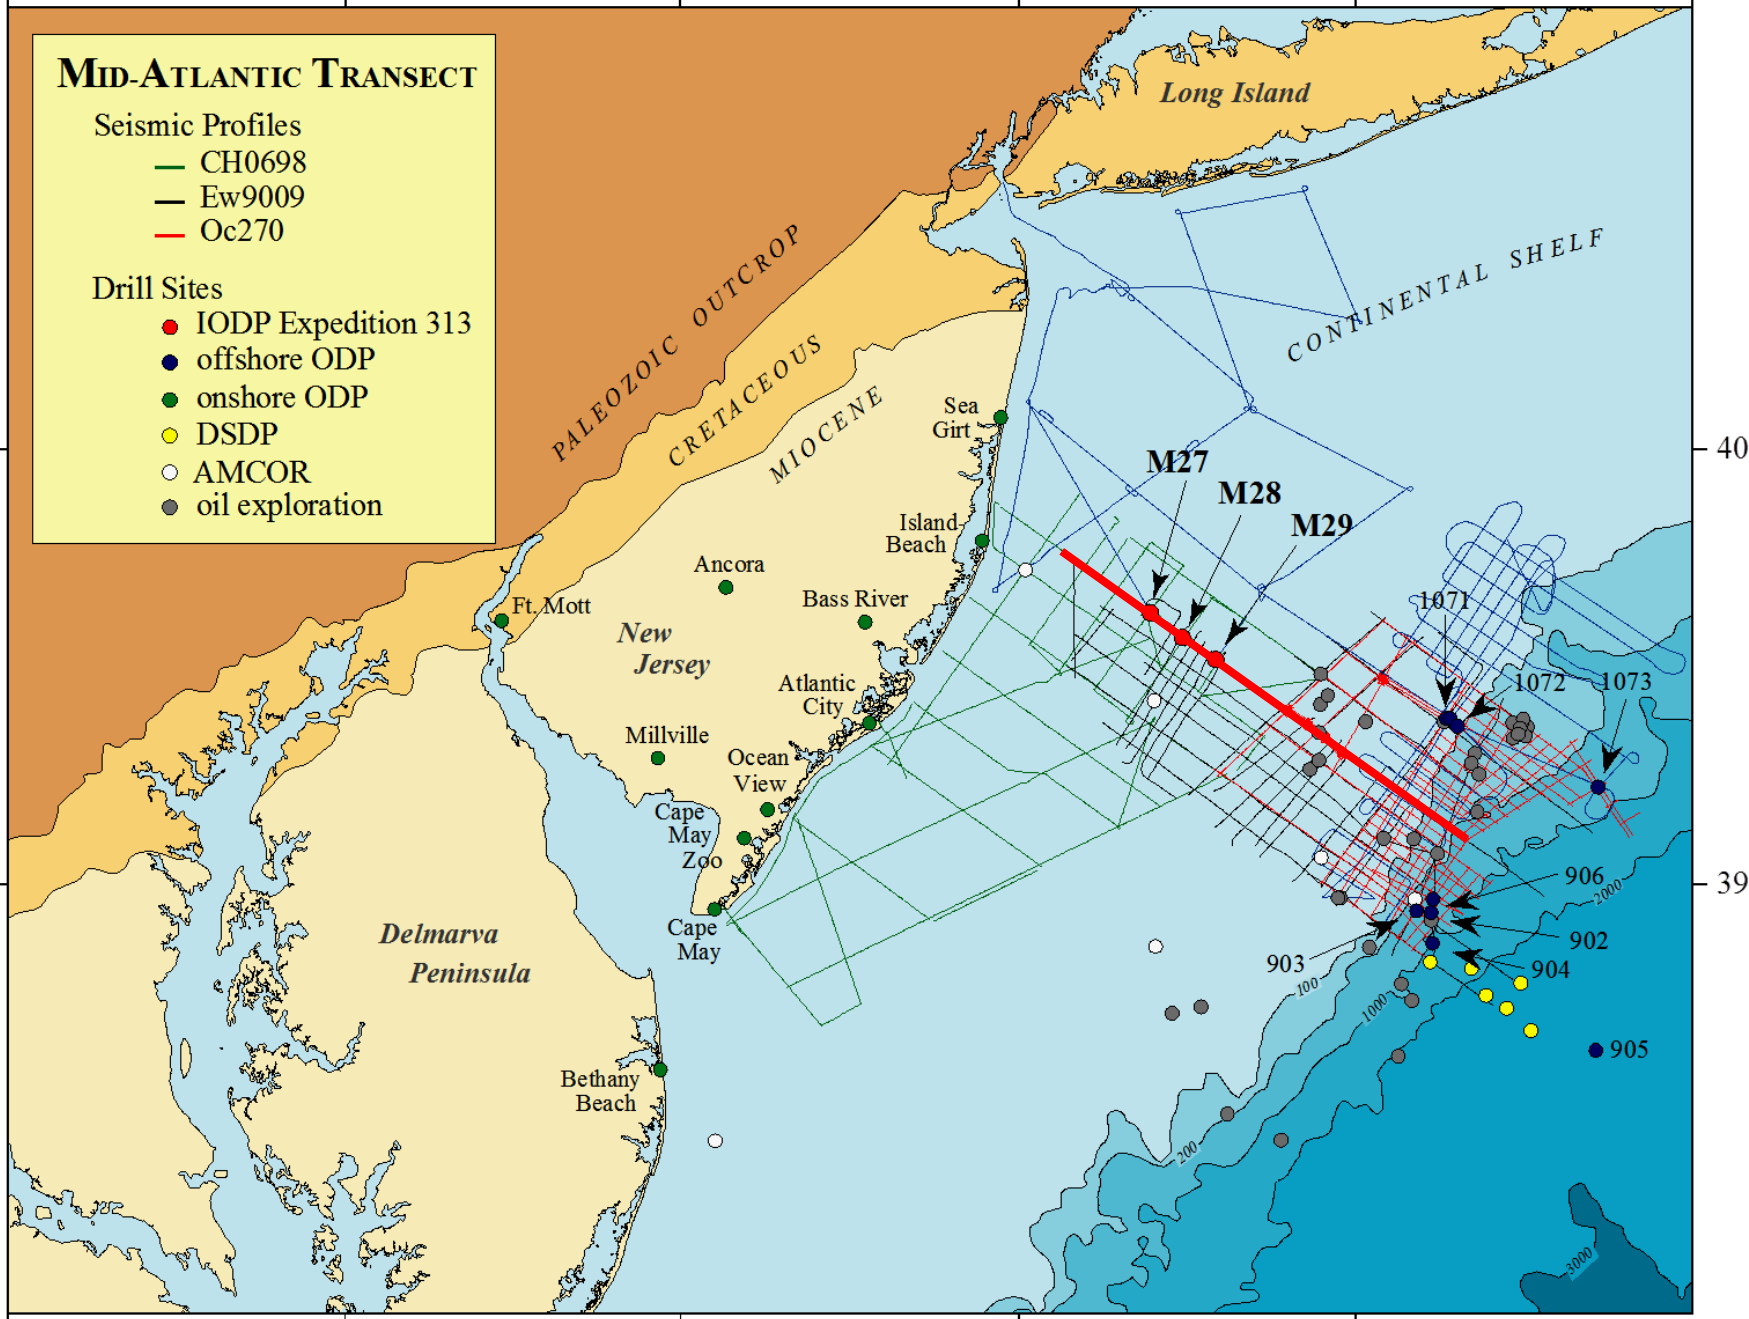 MID-ATLANTIC TRANSECT
Seismic Profiles
CH0698
Ew9009
Oc270
Drill Sites
IODP Expedition 313
offshore ODP
onshore ODP
DSDP
AMCOR
oil exploration
Long Island
PALEOZOIC OUTCROP
CRETACEOUS
MIOCENE
CONTINENTAL SHELF
Sea
Girt
40
M27
M28
M29
Island
Beach
Ancora
Bass River
Ft. Mott
New
Jersey
1071
1072
1073
Atlantic
City
Millville
Ocean
View
Cape
May
Zoo
906
39
2000
Cape
May
Delmarva
Peninsula
902
903
904
100
1000
905
Bethany
Beach
200
3000